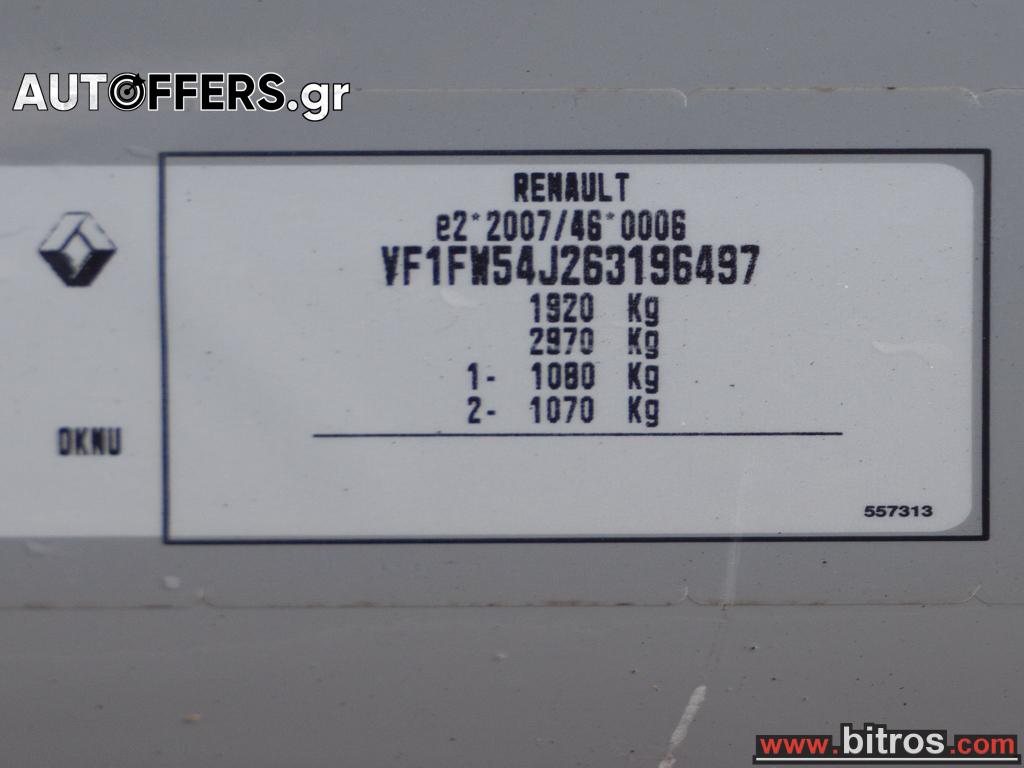 AUTOFFERS.gr
RENAULT
e2*2007/46*0006
VF1FW54J263196497
1920 Kg
2970 Kg
1- 1080 Kg
2- 1070 Kg
OKNU
557313
www.bitros.com